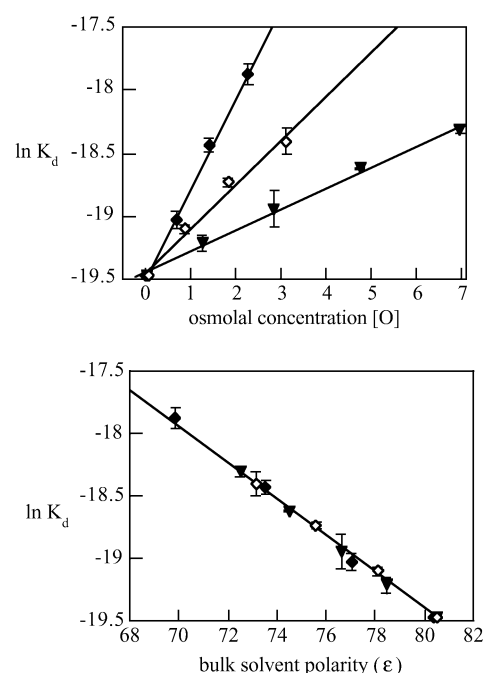 -17.5
-18
-18.5
-19
-19.5
ln K_d
0 1 2 3 4 5 6 7
osmolal concentration [O]
-17.5
-18
-18.5
-19
-19.5
ln K_d
68 70 72 74 76 78 80 82
bulk solvent polarity (ε)